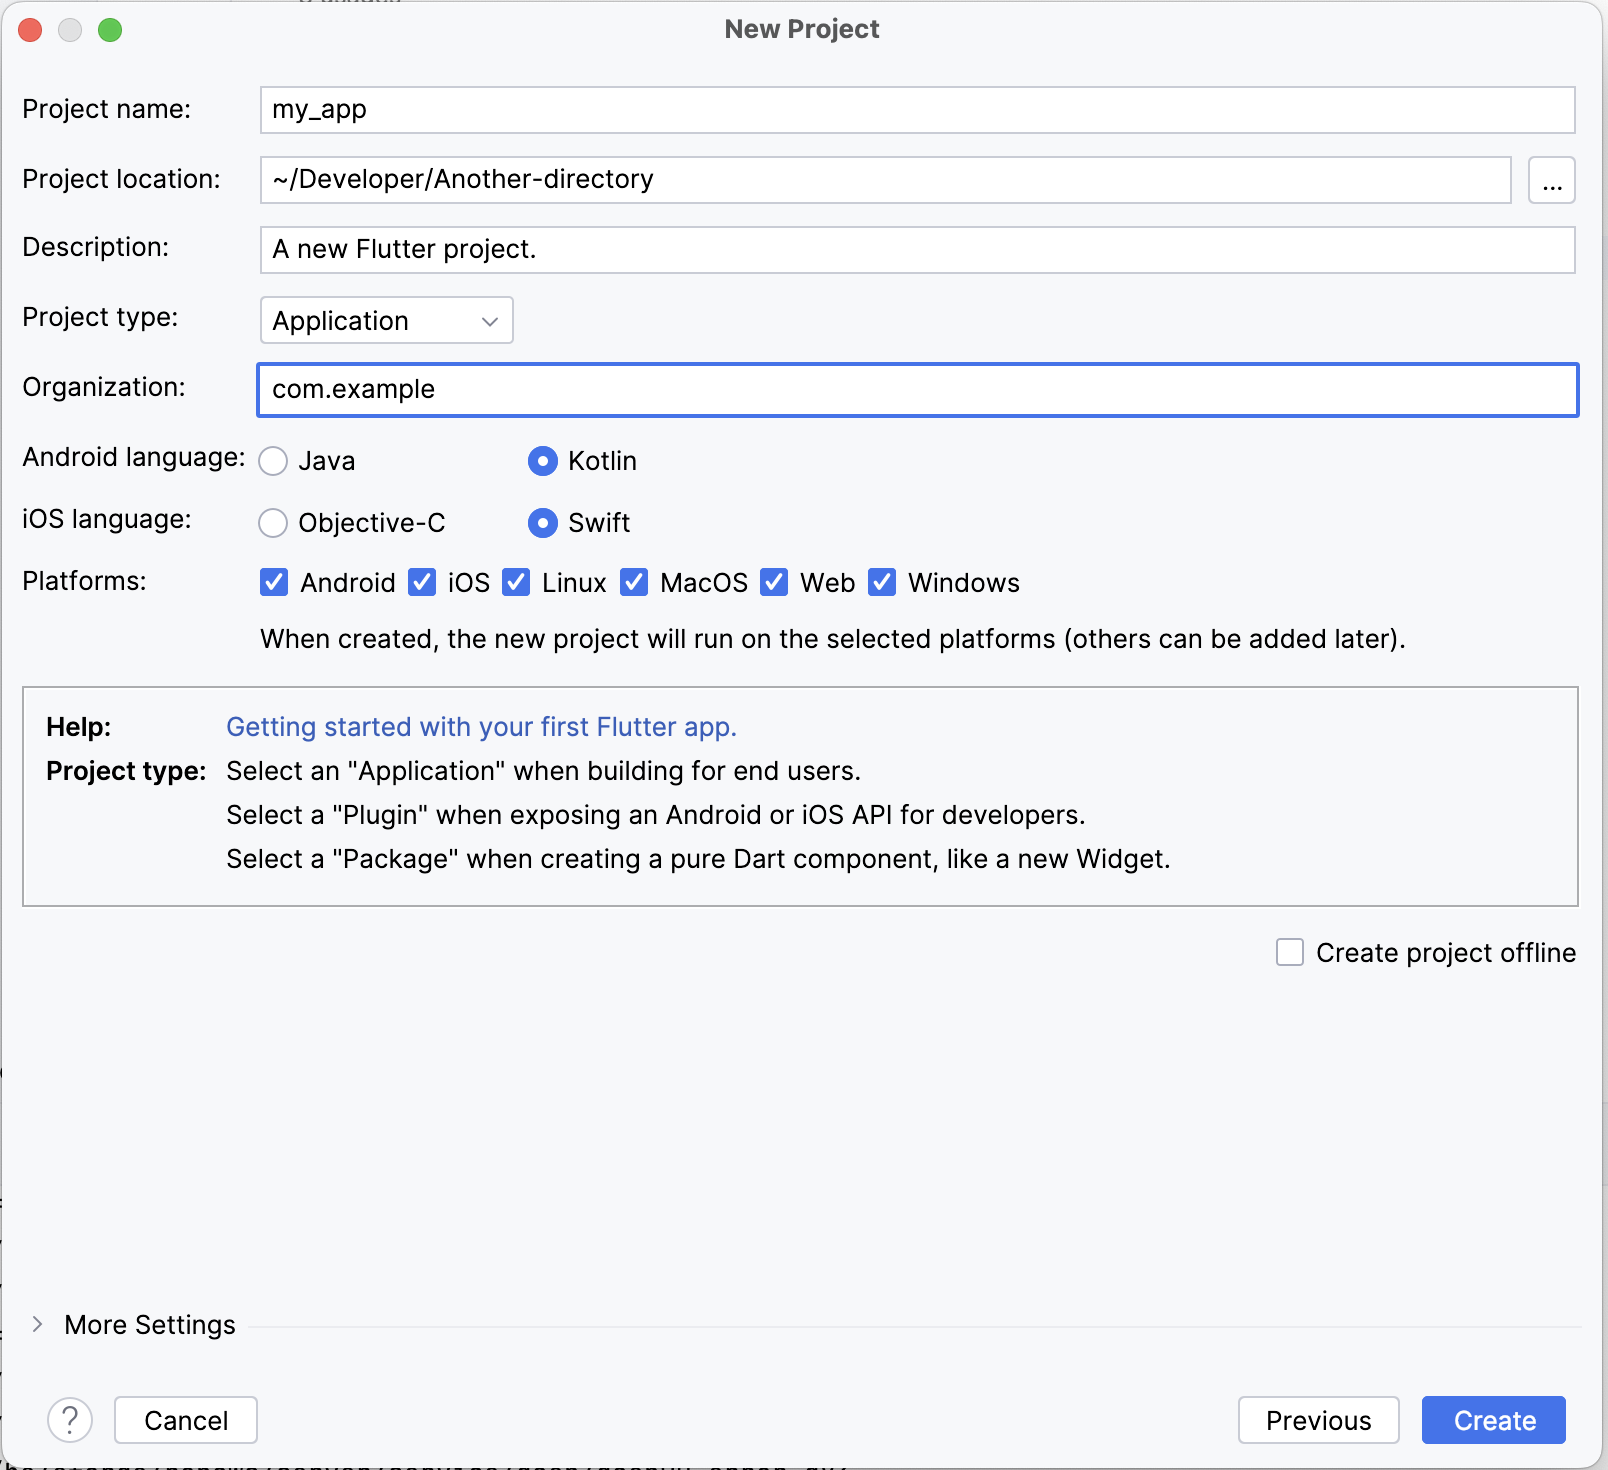 New Project
Project name: my_app
Project location: ~/Developer/Another-directory ...
Description: A new Flutter project.
Project type: Application
Organization: com.example
Android language: Java Kotlin
iOS language: Objective-C Swift
Platforms: Android iOS Linux MacOS Web Windows
When created, the new project will run on the selected platforms (others can be added later).
Help: Getting started with your first Flutter app.
Project type: Select an "Application" when building for end users.
Select a "Plugin" when exposing an Android or iOS API for developers.
Select a "Package" when creating a pure Dart component, like a new Widget.
Create project offline
More Settings
? Cancel Previous Create